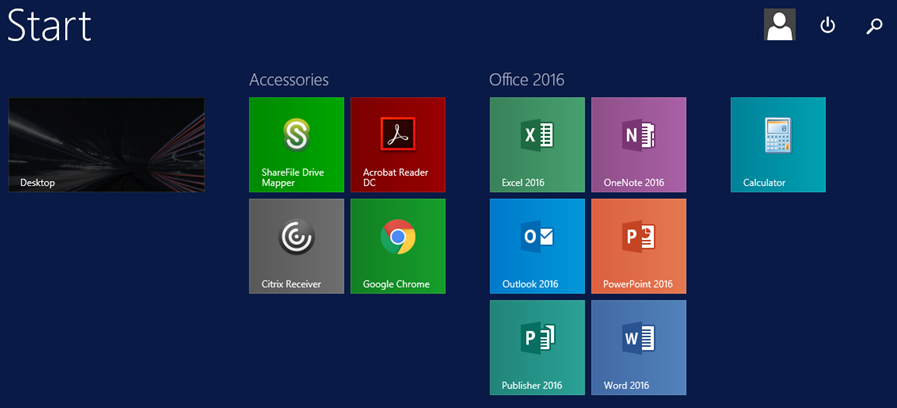 Start
Accessories
Office 2016
Desktop
ShareFile Drive
Mapper
Acrobat Reader
DC
Excel 2016
OneNote 2016
Calculator
Citrix Receiver
Google Chrome
Outlook 2016
PowerPoint 2016
Publisher 2016
Word 2016